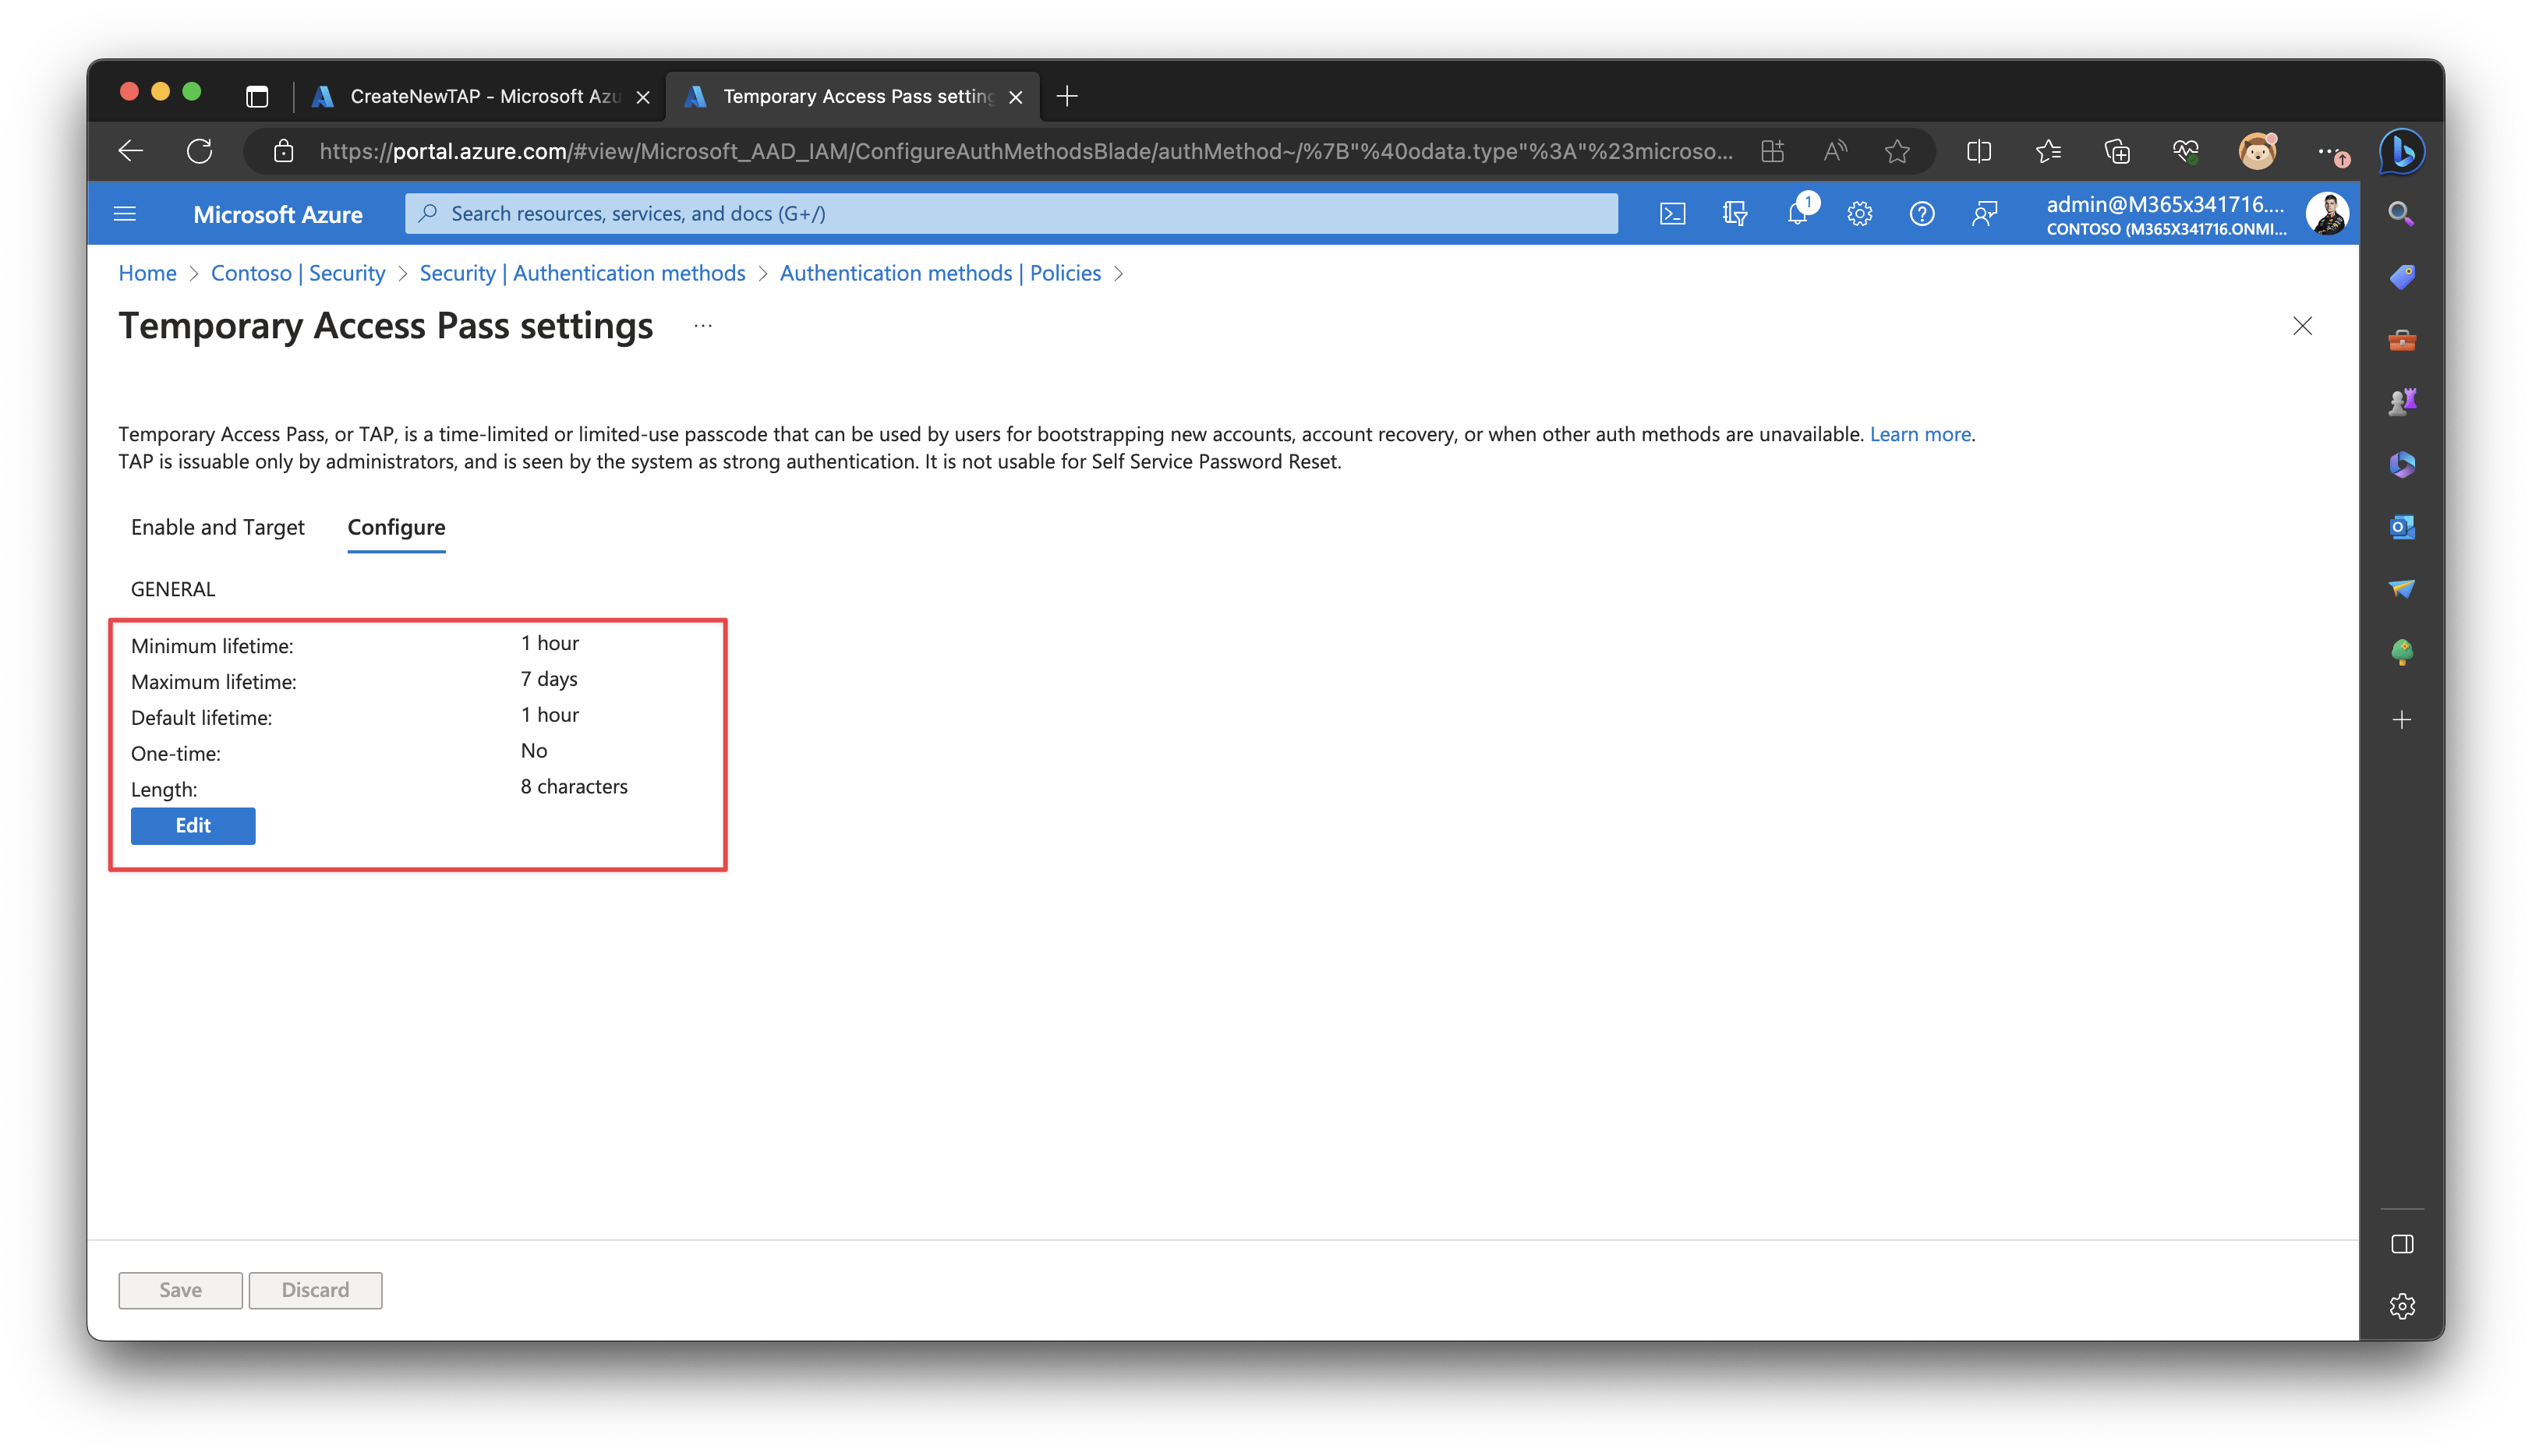 CreateNewTAP - Microsoft Azu
Temporary Access Pass setting
https://portal.azure.com/#view/Microsoft_AAD_IAM/ConfigureAuthMethodsBlade/authMethod~/%7B"%40odata.type"%3A"%23microso...
Microsoft Azure
Search resources, services, and docs (G+/)
1
admin@M365x341716....
CONTOSO (M365X341716.ONMI...
Home > Contoso | Security > Security | Authentication methods > Authentication methods | Policies >
Temporary Access Pass settings ...
Temporary Access Pass, or TAP, is a time-limited or limited-use passcode that can be used by users for bootstrapping new accounts, account recovery, or when other auth methods are unavailable. Learn more.
TAP is issuable only by administrators, and is seen by the system as strong authentication. It is not usable for Self Service Password Reset.
Enable and Target Configure
GENERAL
Minimum lifetime: 1 hour
Maximum lifetime: 7 days
Default lifetime: 1 hour
One-time: No
Length: 8 characters
Edit
Save Discard